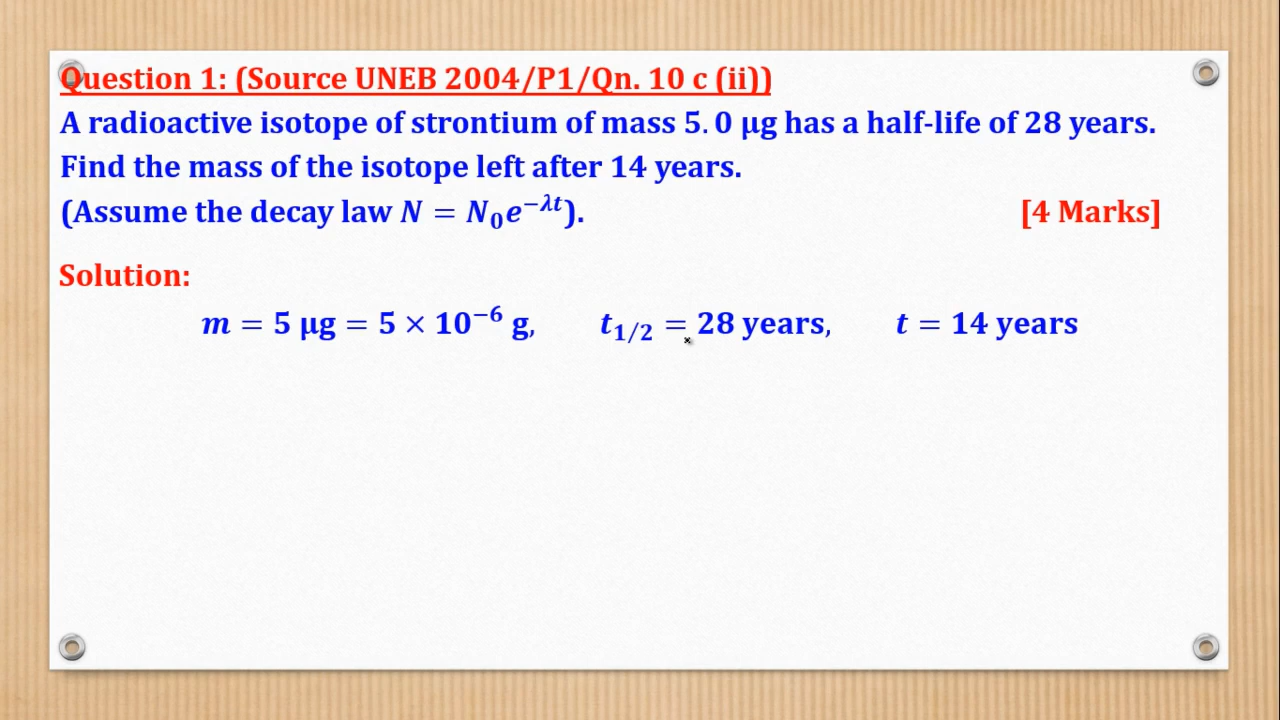 Question 1: (Source UNEB 2004/P1/Qn. 10 c (ii))
A radioactive isotope of strontium of mass 5.0 μg has a half-life of 28 years.
Find the mass of the isotope left after 14 years.
(Assume the decay law N = N₀e^{−λt}). [4 Marks]
Solution:
m = 5 μg = 5 × 10⁻⁶ g, t_{1/2} = 28 years, t = 14 years